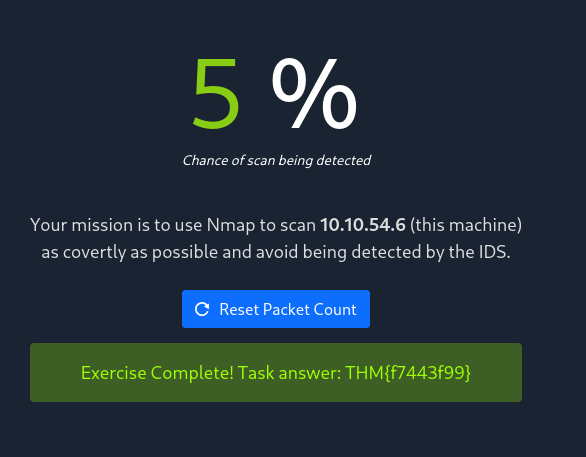 5 %
Chance of scan being detected
Your mission is to use Nmap to scan 10.10.54.6 (this machine)
as covertly as possible and avoid being detected by the IDS.
Reset Packet Count
Exercise Complete! Task answer: THM{f7443f99}